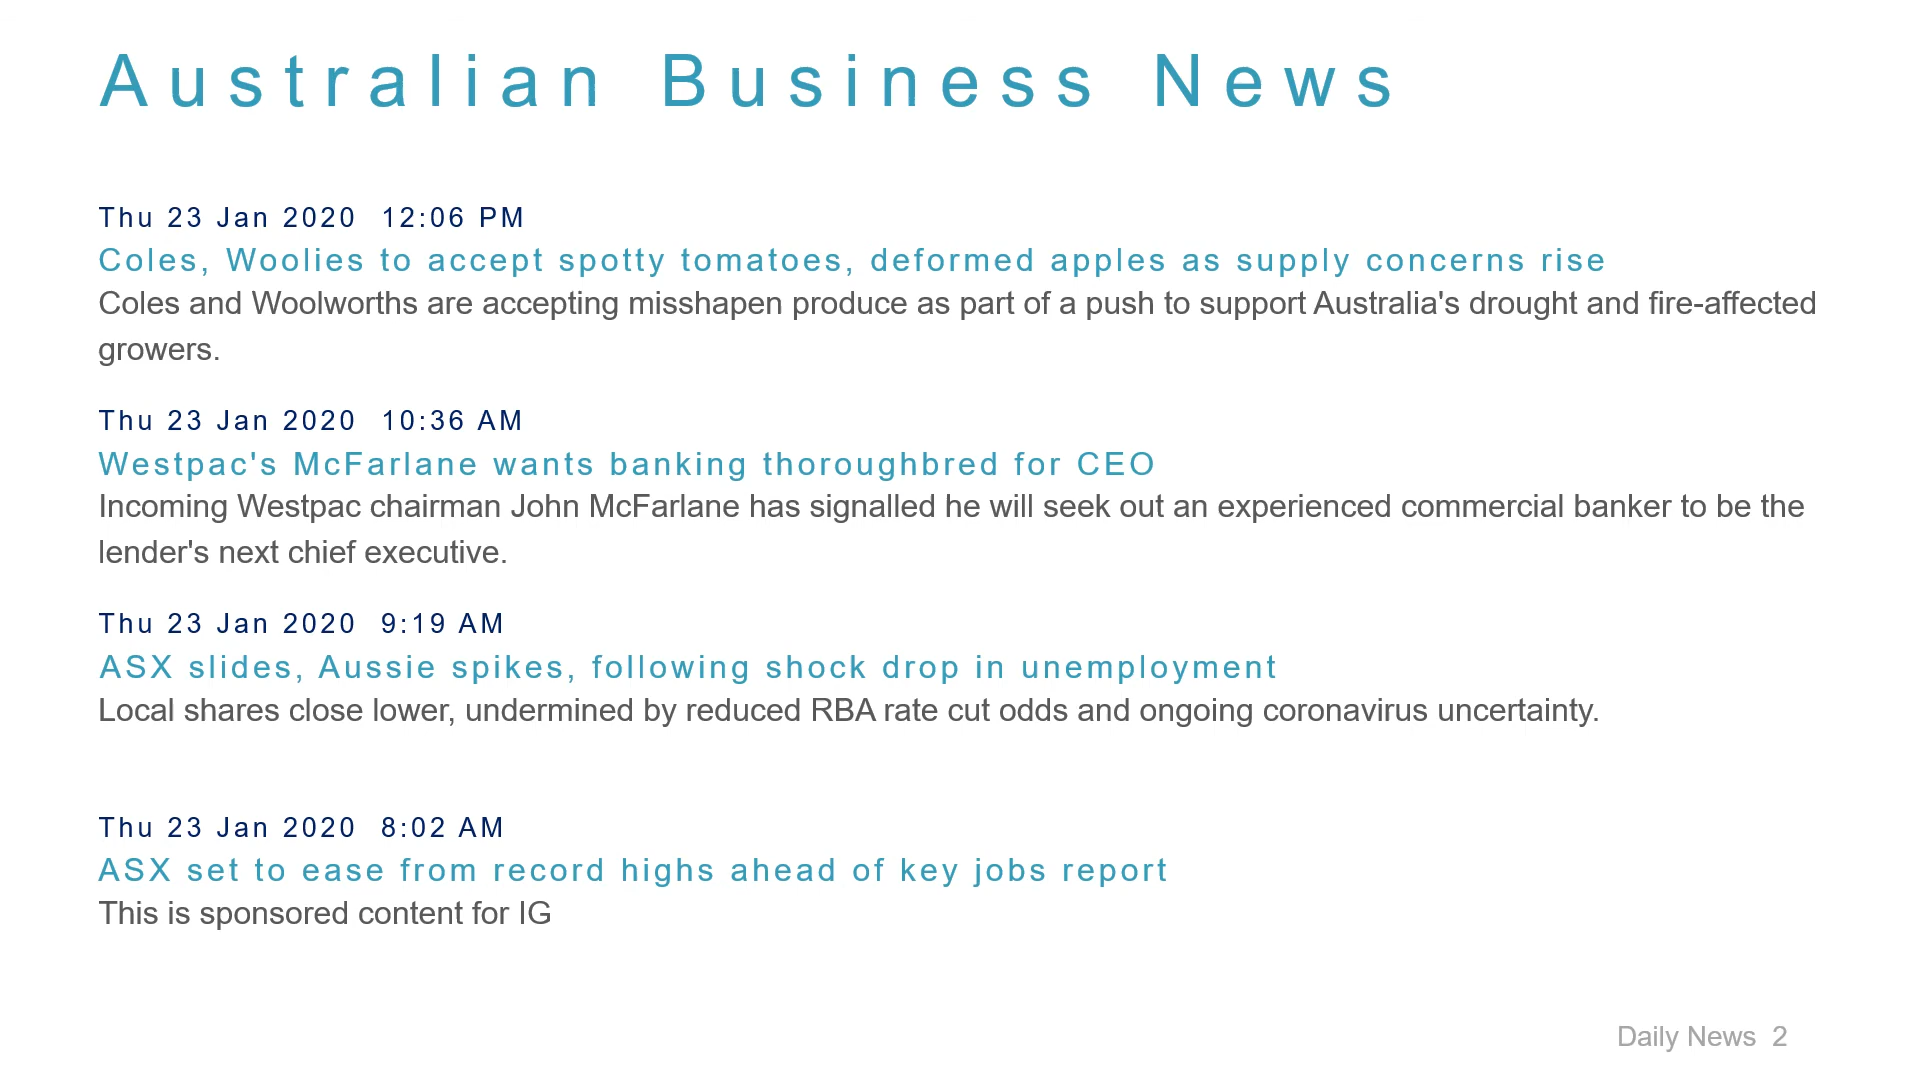 Australian Business News
Thu 23 Jan 2020  12:06 PM
Coles, Woolies to accept spotty tomatoes, deformed apples as supply concerns rise
Coles and Woolworths are accepting misshapen produce as part of a push to support Australia's drought and fire-affected
growers.
Thu 23 Jan 2020  10:36 AM
Westpac's McFarlane wants banking thoroughbred for CEO
Incoming Westpac chairman John McFarlane has signalled he will seek out an experienced commercial banker to be the
lender's next chief executive.
Thu 23 Jan 2020  9:19 AM
ASX slides, Aussie spikes, following shock drop in unemployment
Local shares close lower, undermined by reduced RBA rate cut odds and ongoing coronavirus uncertainty.
Thu 23 Jan 2020  8:02 AM
ASX set to ease from record highs ahead of key jobs report
This is sponsored content for IG
Daily News  2